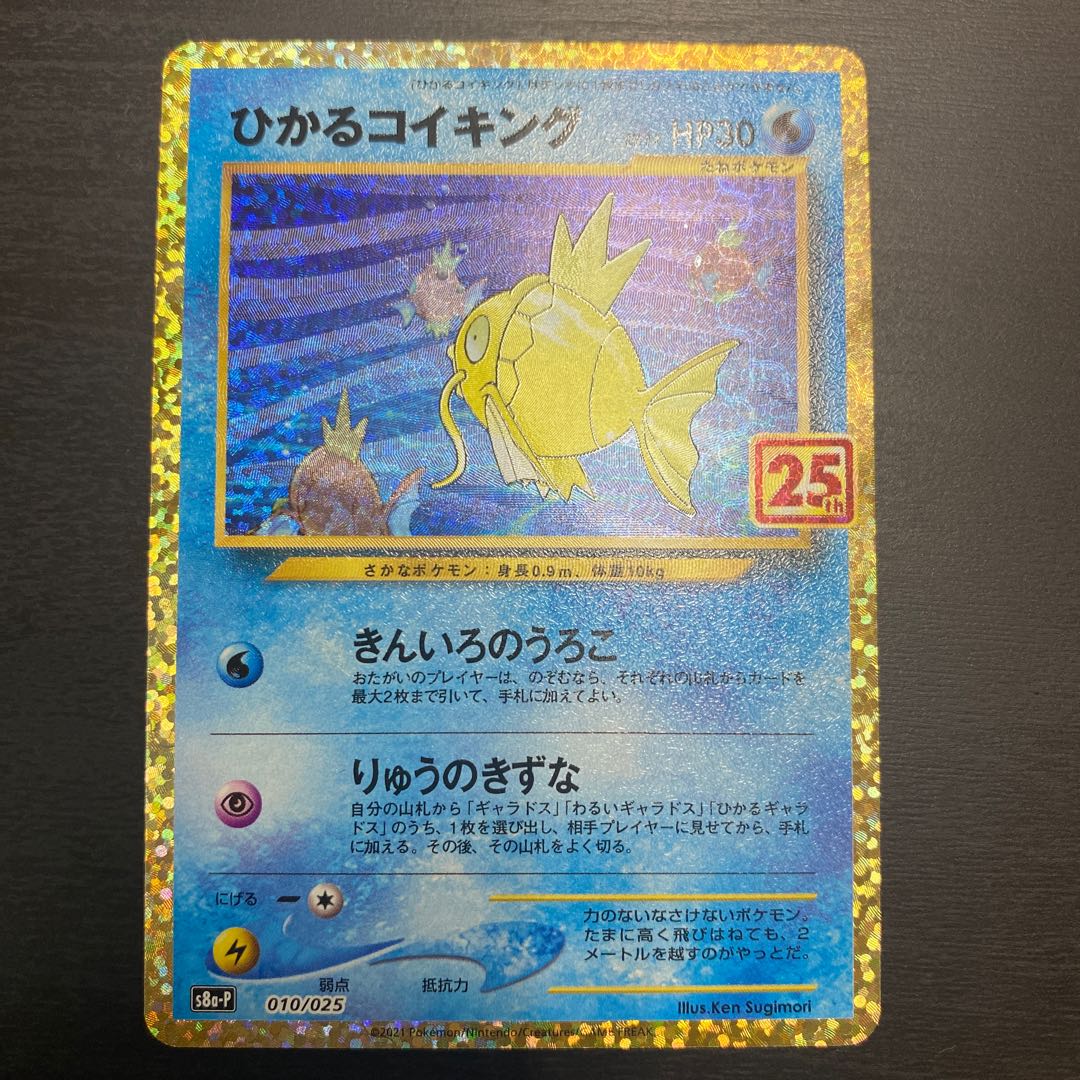 ひかるコイキング
HP30
たねポケモン
25th
さかなポケモン：身長0.9m、体重10kg
きんいろのうろこ
おたがいのプレイヤーは、のぞむなら、それぞれの山札からカードを
最大2枚まで引いて、手札に加えてよい。
りゅうのきずな
自分の山札から「ギャラドス」「わるいギャラドス」「ひかるギャラ
ドス」のうち、1枚を選び出し、相手プレイヤーに見せてから、手札
に加える。その後、その山札をよく切る。
にげる
力のないなさけないポケモン。
たまに高く飛びはねても、2
メートルを越すのがやっとだ。
弱点 抵抗力
s8a-P 010/025
Illus.Ken Sugimori
©2021 Pokémon/Nintendo/Creatures/GAME FREAK.